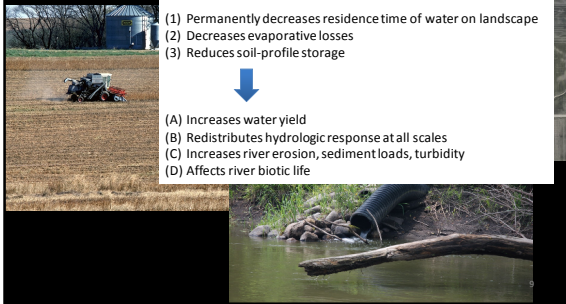 (1) Permanently decreases residence time of water on landscape
(2) Decreases evaporative losses
(3) Reduces soil-profile storage
(A) Increases water yield
(B) Redistributes hydrologic response at all scales
(C) Increases river erosion, sediment loads, turbidity
(D) Affects river biotic life
9